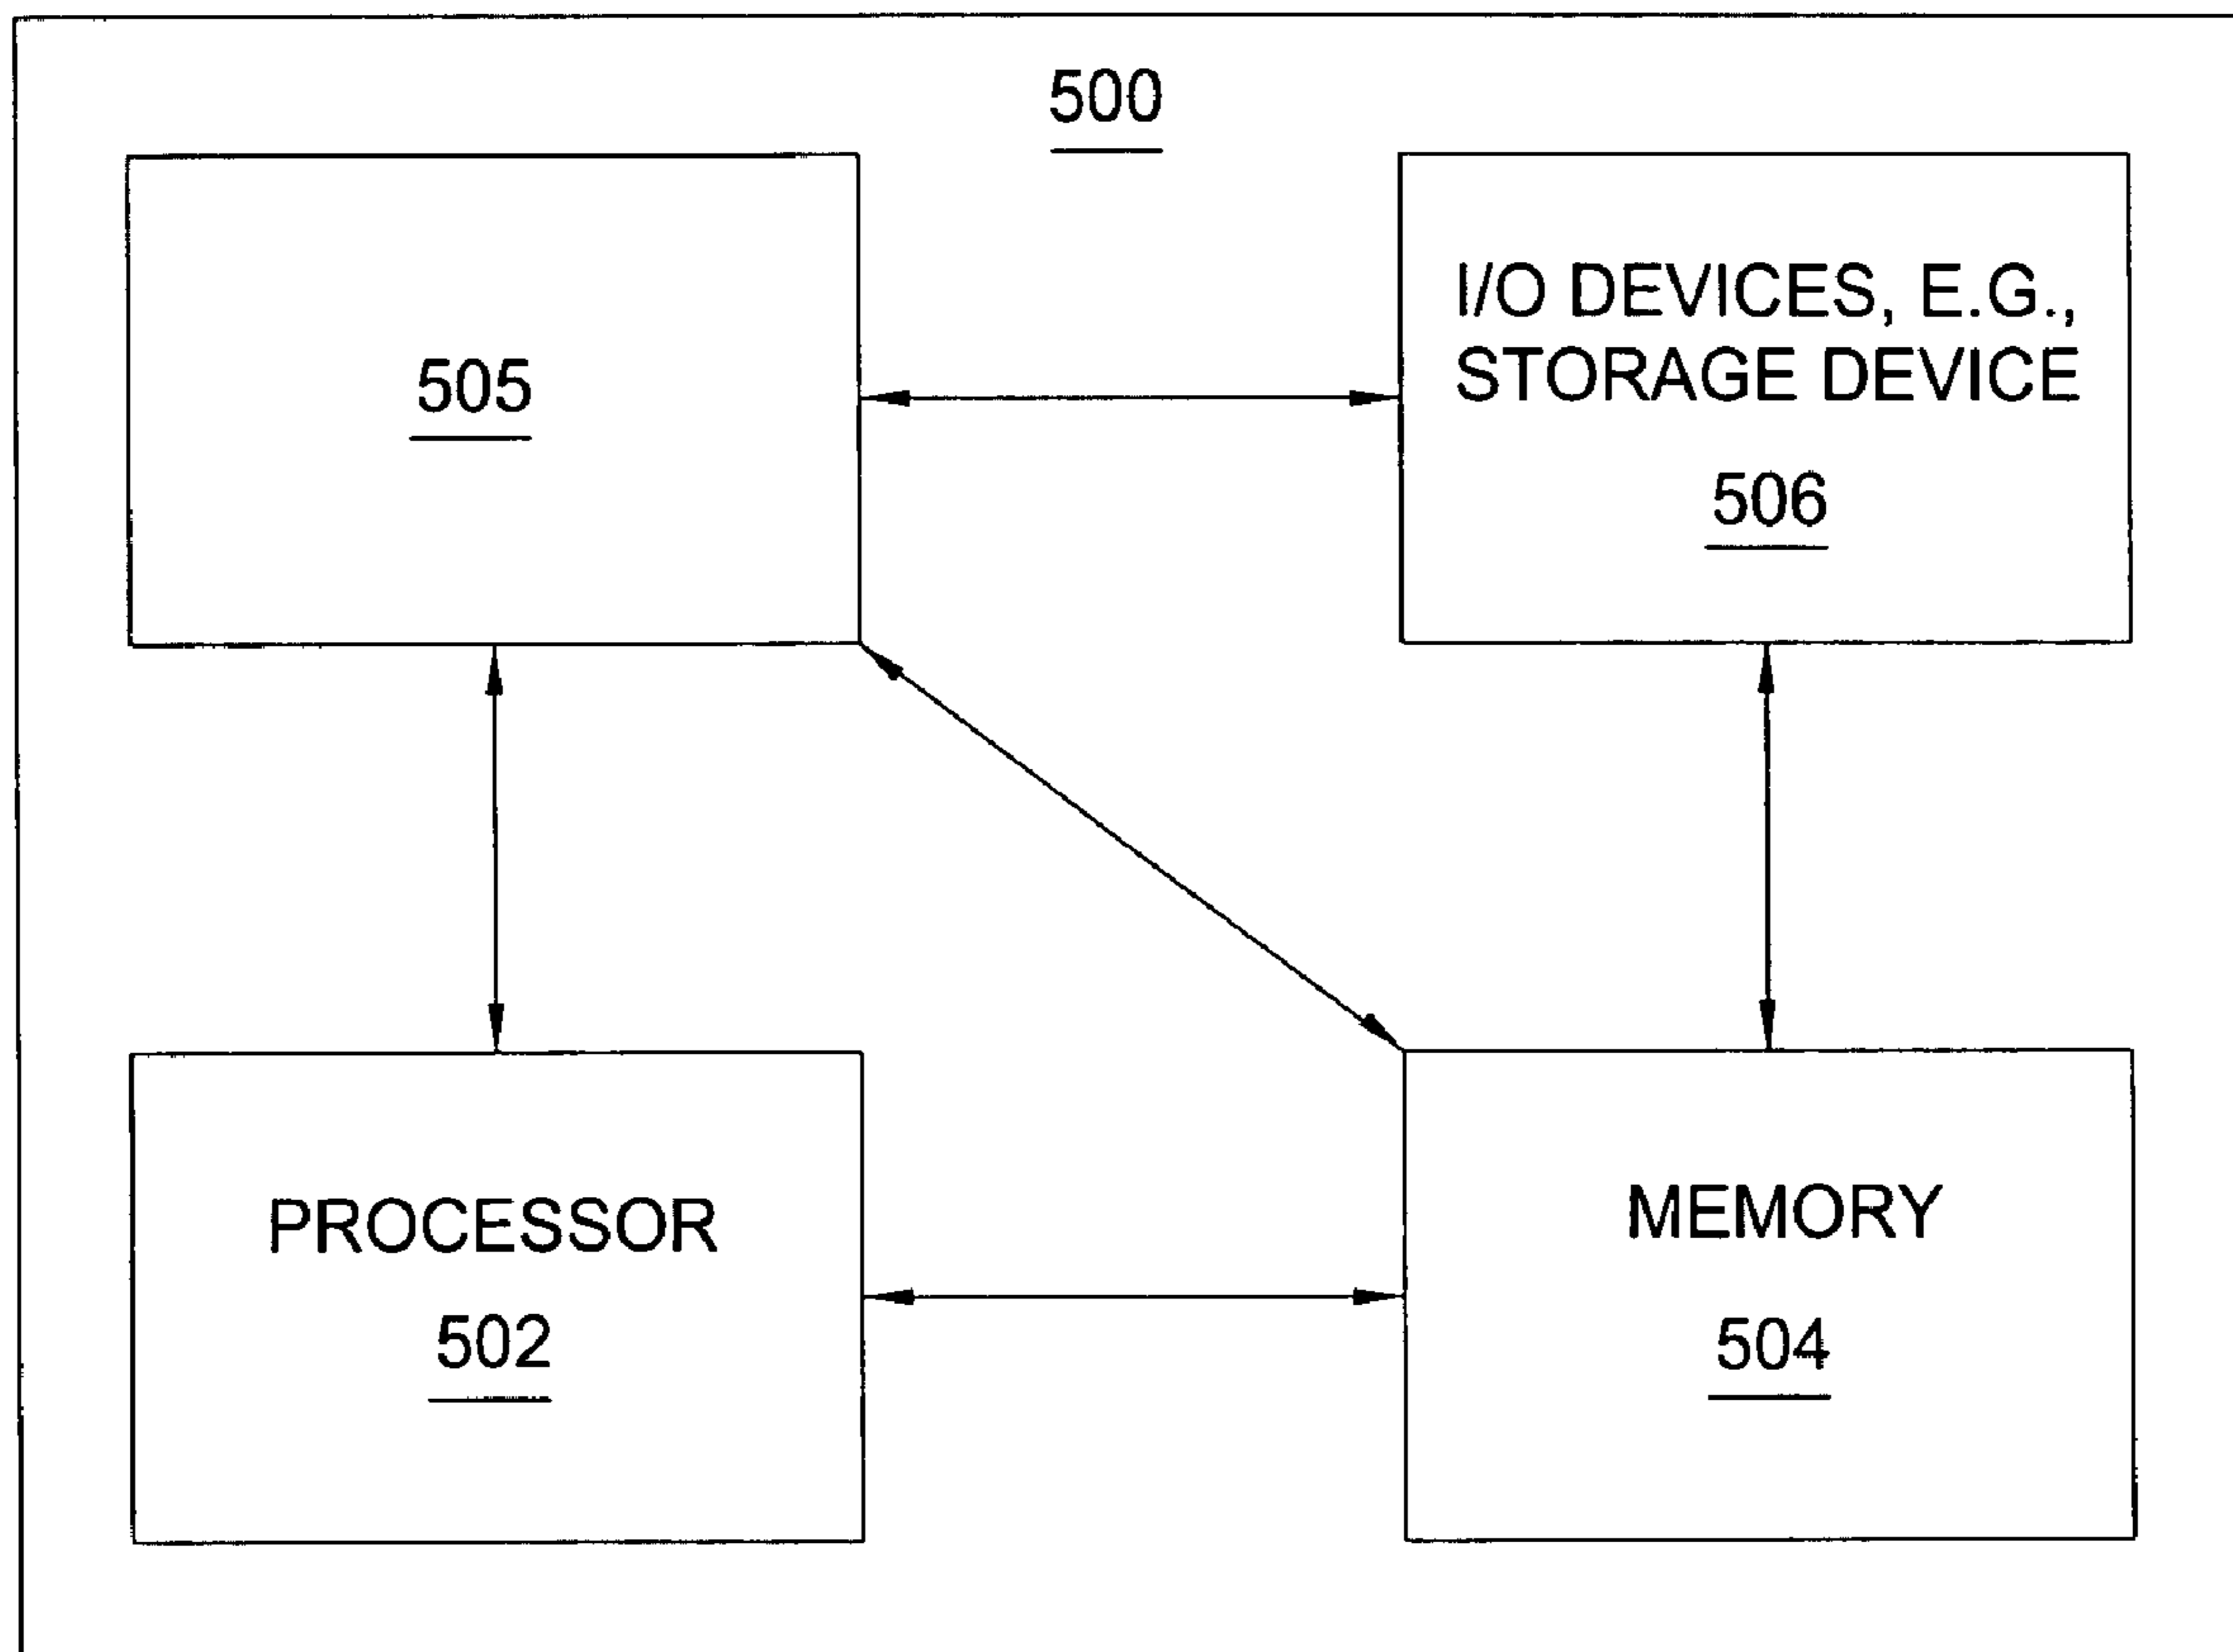 500
505
I/O DEVICES, E.G.,
STORAGE DEVICE
506
PROCESSOR
502
MEMORY
504